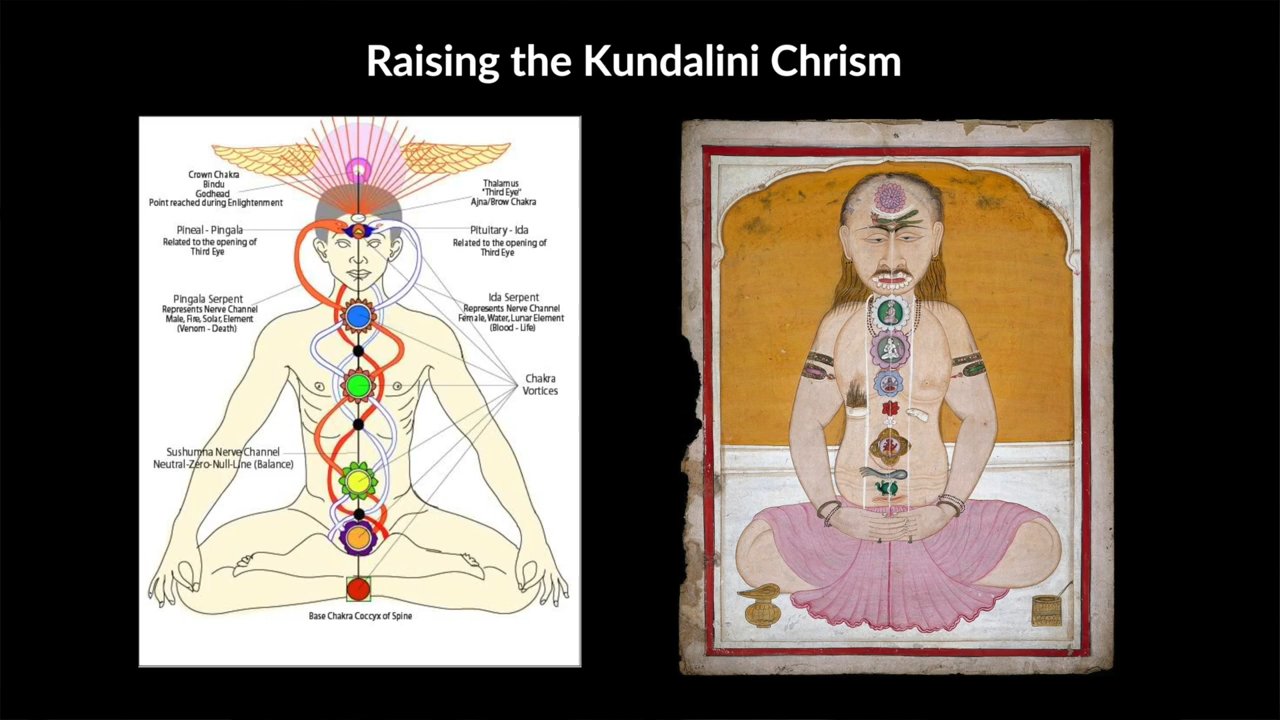 Raising the Kundalini Chrism
Crown Chakra
Bindu
Godhead
Point reached during Enlightenment
Thalamus
"Third Eye"
Ajna/Brow Chakra
Pineal - Pingala
Related to the opening of
Third Eye
Pituitary - Ida
Related to the opening of
Third Eye
Pingala Serpent
Represents Nerve Channel
Male, Fire, Solar, Element
(Venom - Death)
Ida Serpent
Represents Nerve Channel
Female, Water, Lunar Element
(Blood - Life)
Chakra
Vortices
Sushumna Nerve Channel
Neutral-Zero-Null-Line (Balance)
Base Chakra Coccyx of Spine